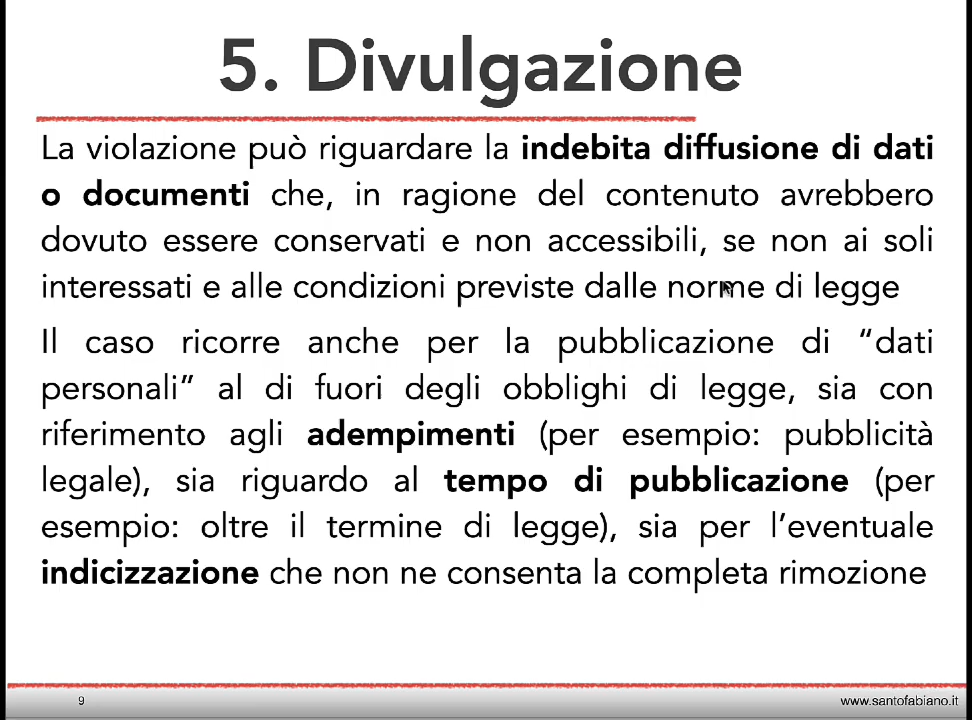 5. Divulgazione
La violazione può riguardare la indebita diffusione di dati
o documenti che, in ragione del contenuto avrebbero
dovuto essere conservati e non accessibili, se non ai soli
interessati e alle condizioni previste dalle norme di legge
Il caso ricorre anche per la pubblicazione di “dati
personali” al di fuori degli obblighi di legge, sia con
riferimento agli adempimenti (per esempio: pubblicità
legale), sia riguardo al tempo di pubblicazione (per
esempio: oltre il termine di legge), sia per l’eventuale
indicizzazione che non ne consenta la completa rimozione
9
www.santofabiano.it